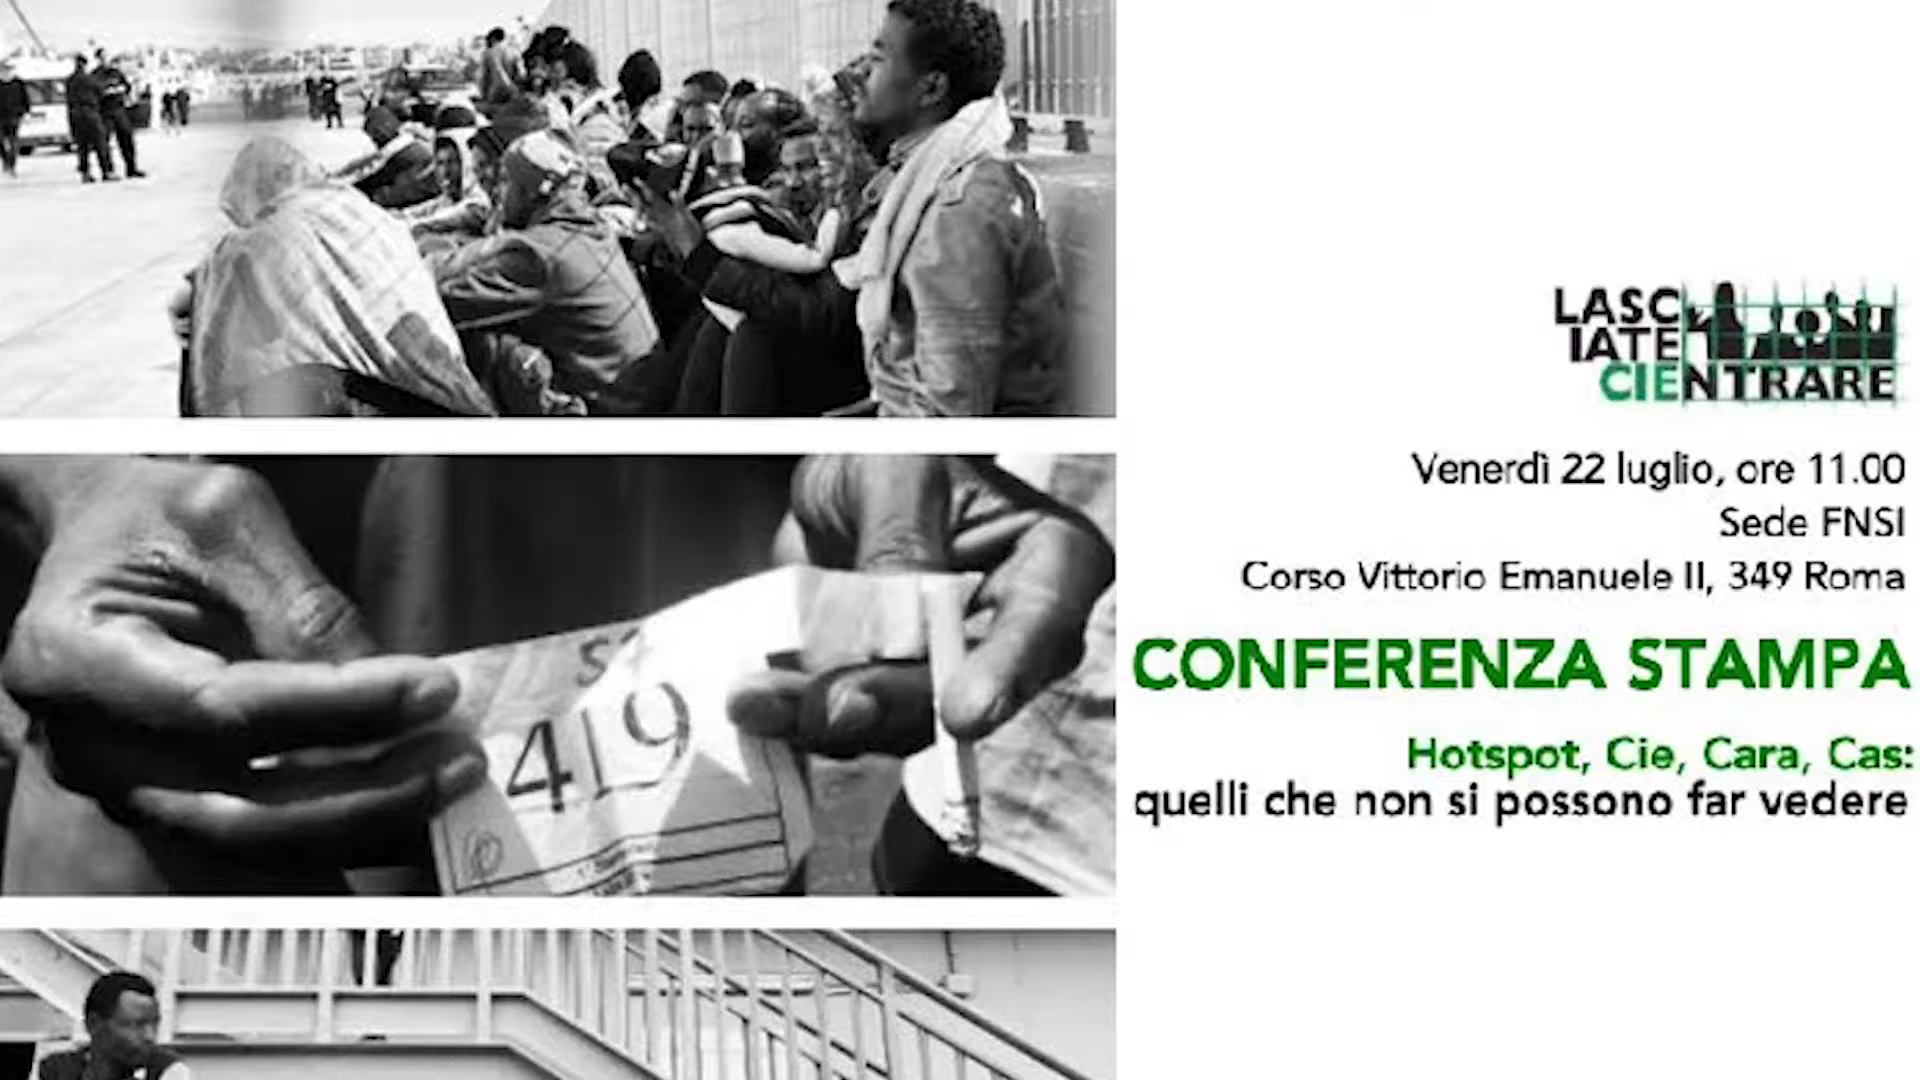 LASC
IATE
CIENTRARE
Venerdì 22 luglio, ore 11.00
Sede FNSI
Corso Vittorio Emanuele II, 349 Roma
CONFERENZA STAMPA
Hotspot, Cie, Cara, Cas:
quelli che non si possono far vedere
419